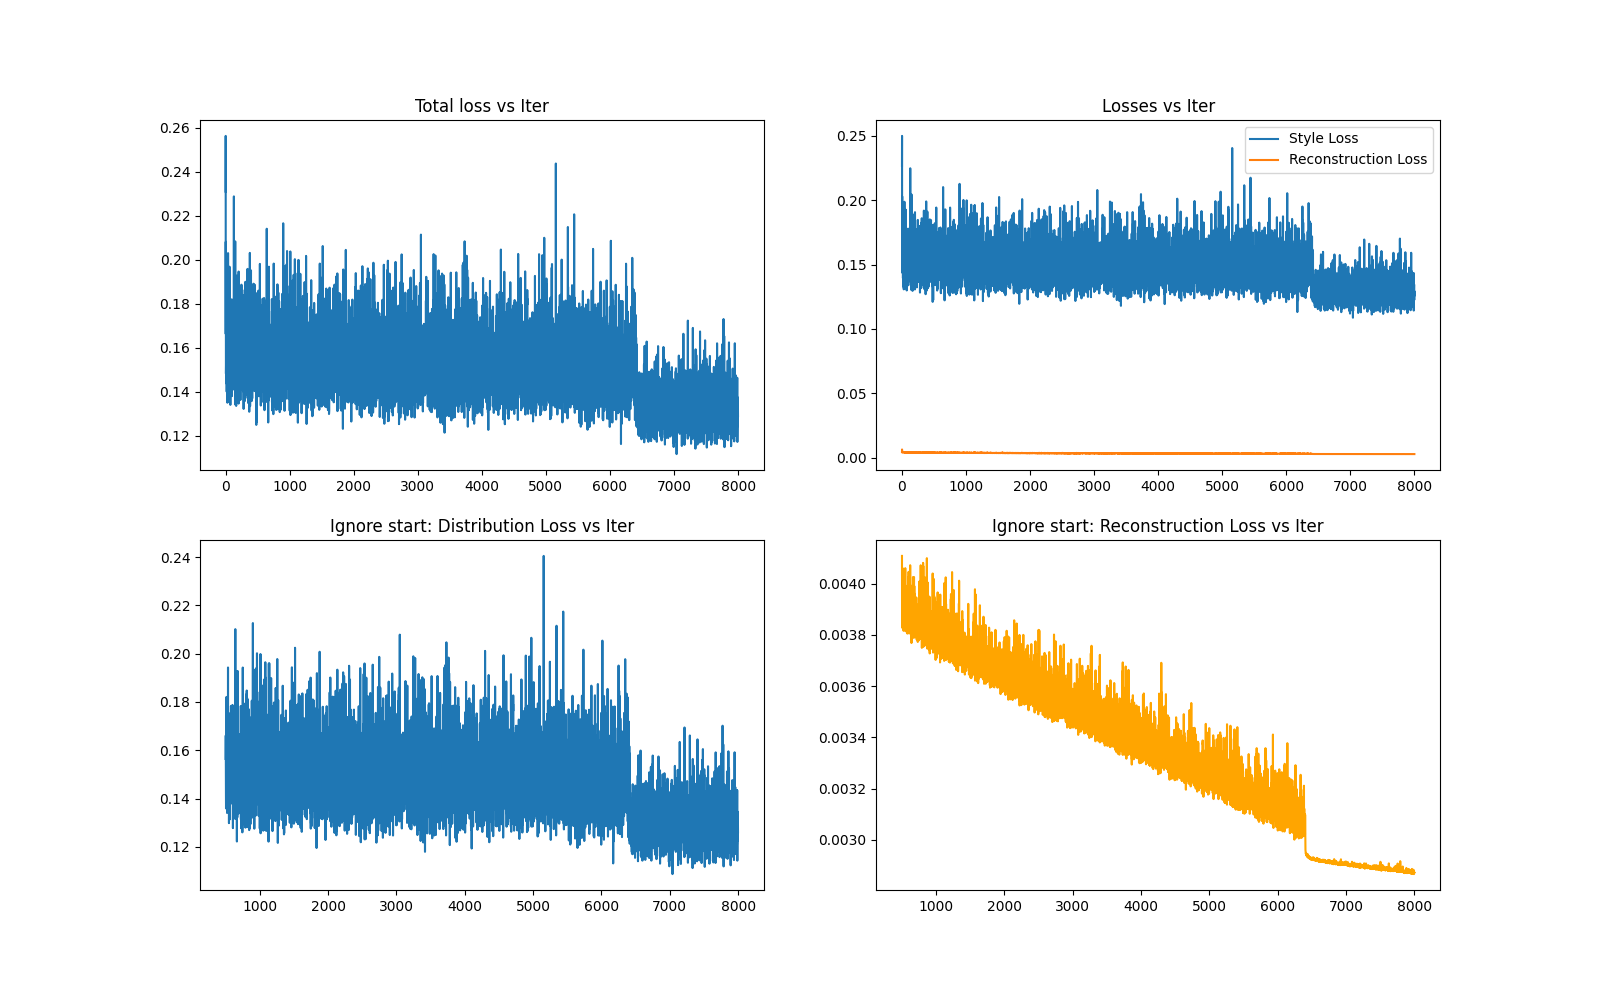 Total loss vs Iter
0.26
0.24
0.22
0.20
0.18
0.16
0.14
0.12
0 1000 2000 3000 4000 5000 6000 7000 8000
Losses vs Iter
Style Loss
Reconstruction Loss
0.25
0.20
0.15
0.10
0.05
0.00
0 1000 2000 3000 4000 5000 6000 7000 8000
Ignore start: Distribution Loss vs Iter
0.24
0.22
0.20
0.18
0.16
0.14
0.12
1000 2000 3000 4000 5000 6000 7000 8000
Ignore start: Reconstruction Loss vs Iter
0.0040
0.0038
0.0036
0.0034
0.0032
0.0030
1000 2000 3000 4000 5000 6000 7000 8000